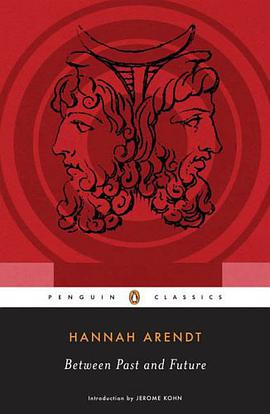 PENGUIN CLASSICS
HANNAH ARENDT
Between Past and Future
Introduction by JEROME KOHN